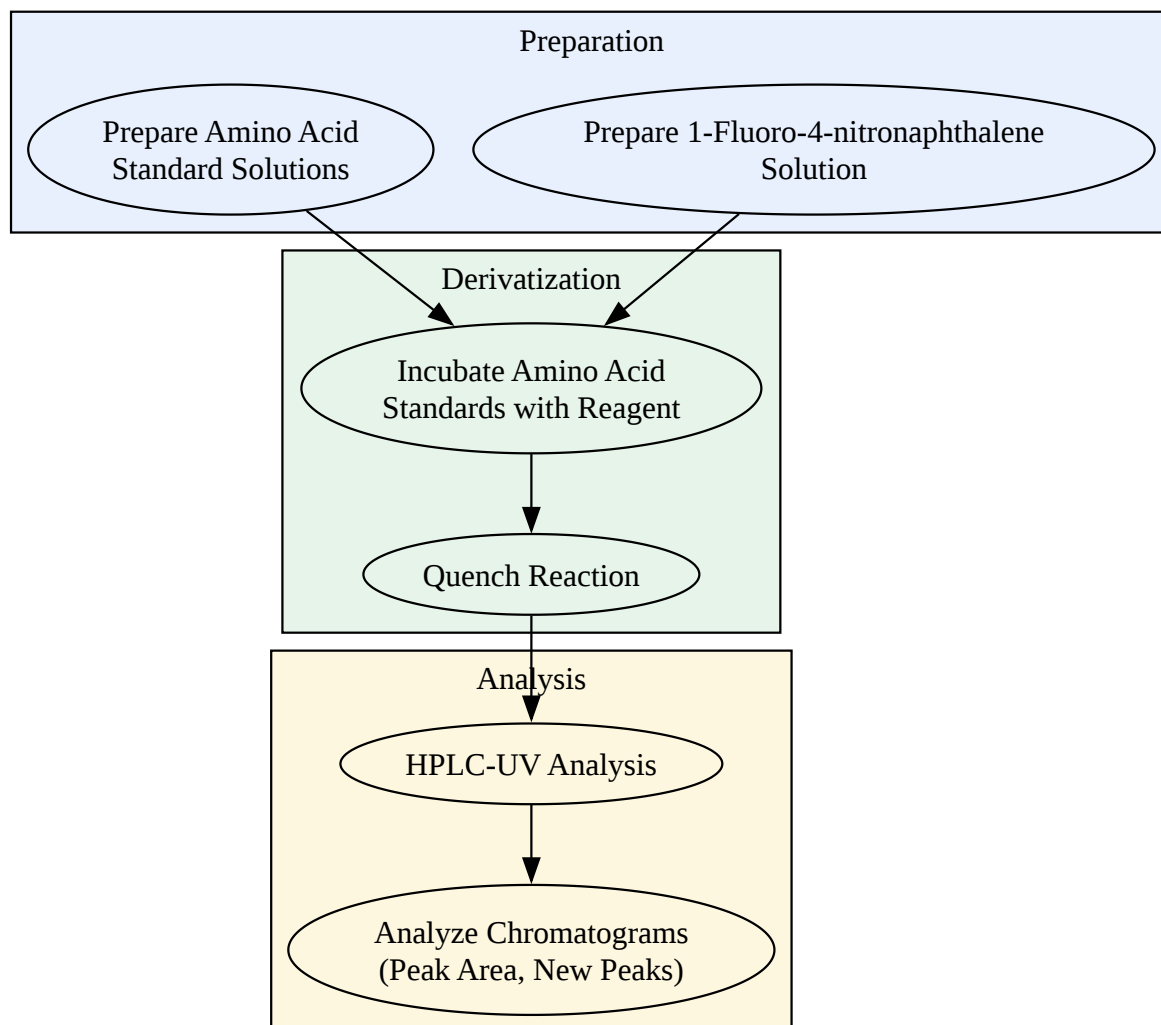 Preparation
Prepare Amino Acid
Standard Solutions
Prepare 1-Fluoro-4-nitronaphthalene
Solution
Derivatization
Incubate Amino Acid
Standards with Reagent
Quench Reaction
Analysis
HPLC-UV Analysis
Analyze Chromatograms
(Peak Area, New Peaks)